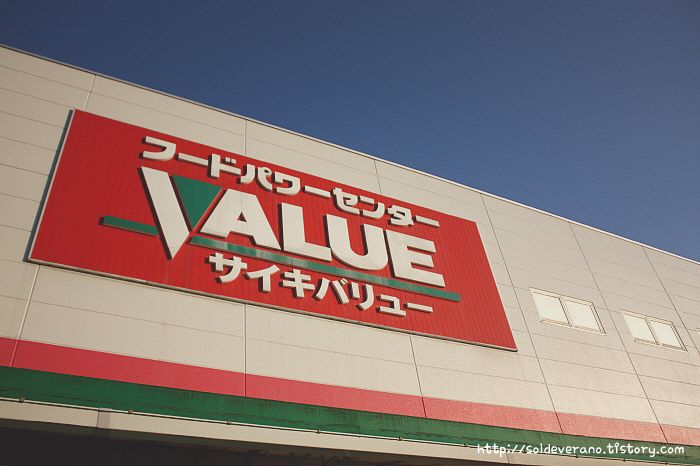 フードパワーセンター
VALUE
サイキバリュー
http://soldeverano.tistory.com